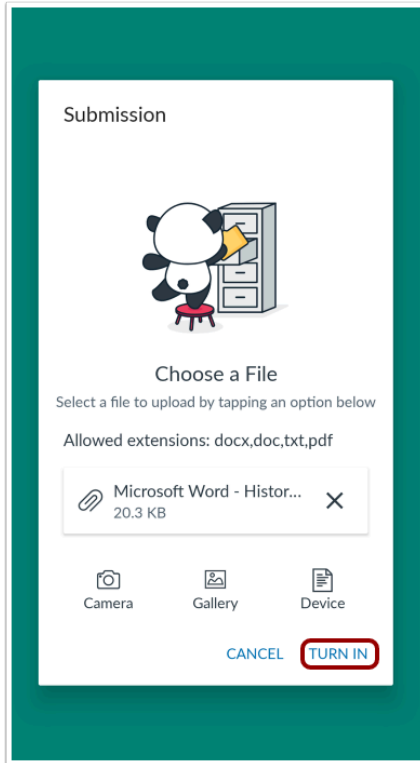 Submission
Choose a File
Select a file to upload by tapping an option below
Allowed extensions: docx,doc,txt,pdf
Microsoft Word - Histor...
20.3 KB
Camera Gallery Device
CANCEL TURN IN